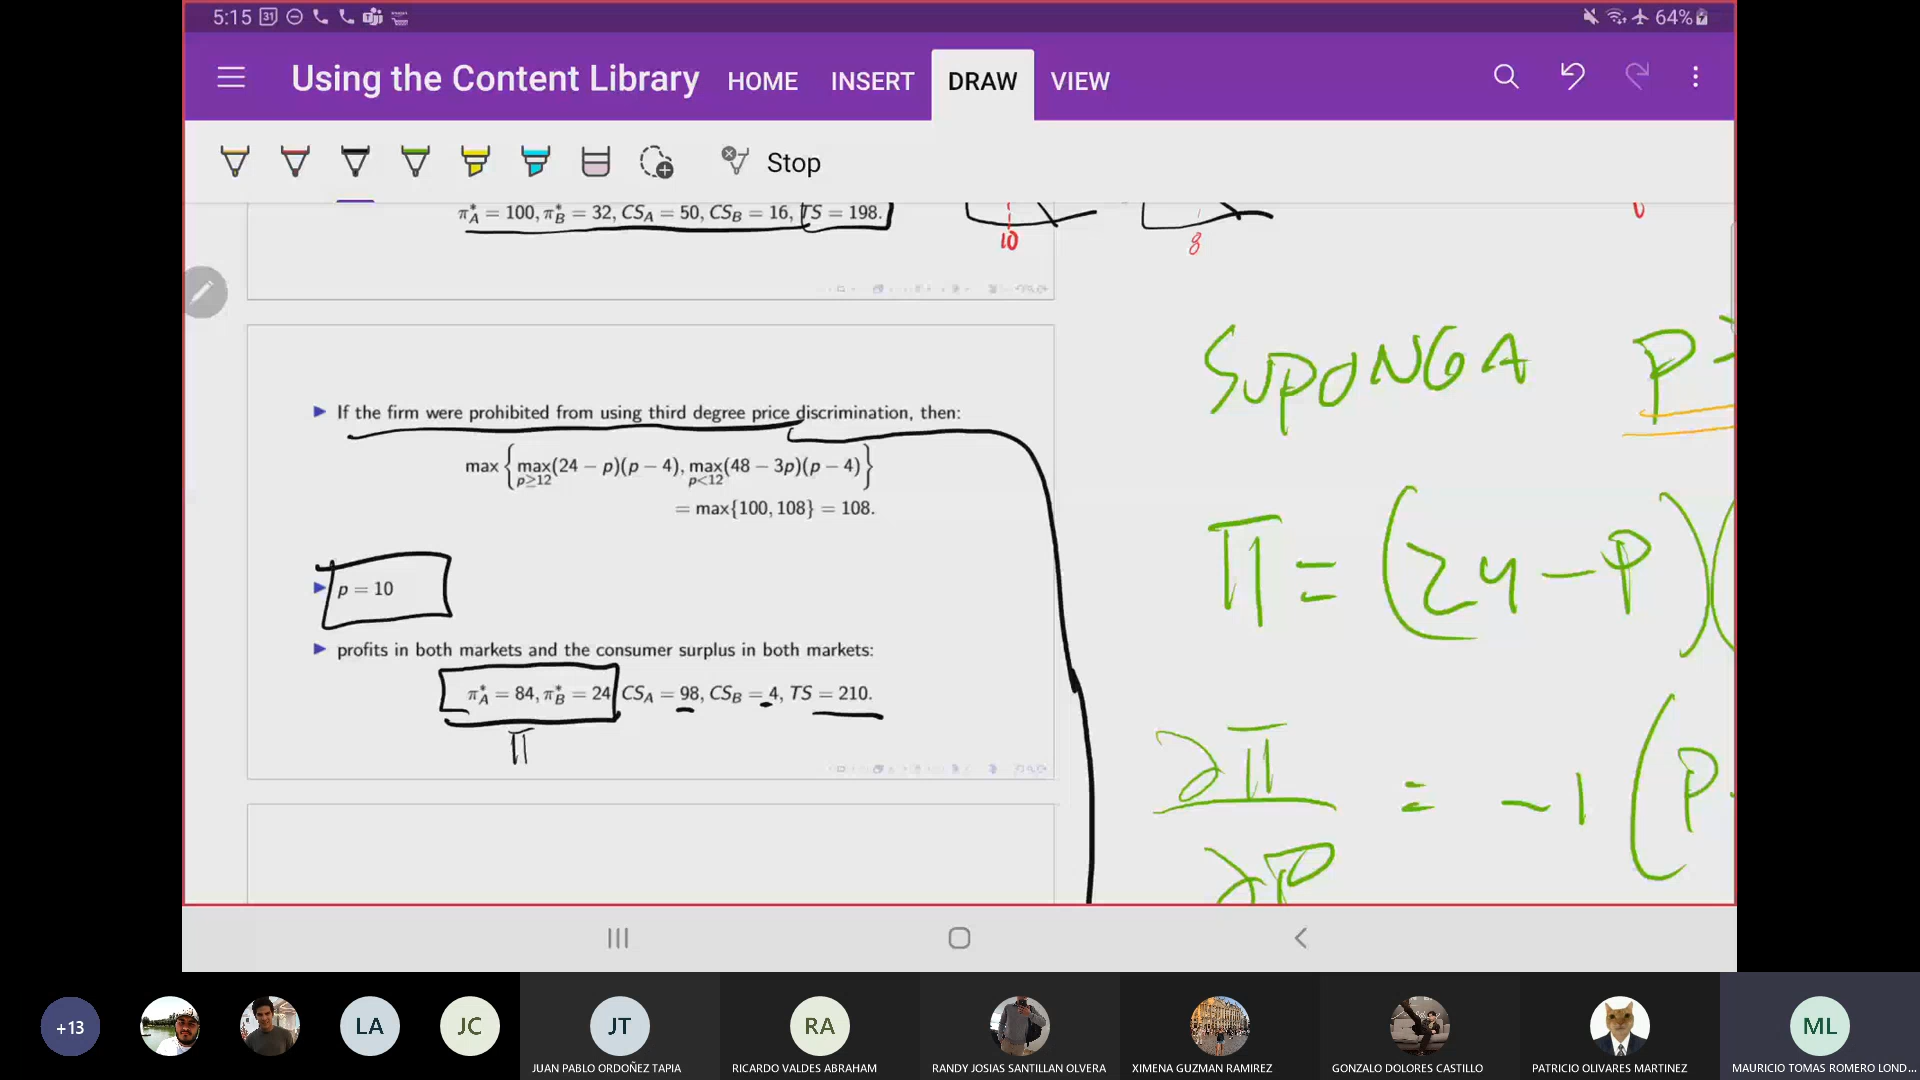 5:15 31 64%
Using the Content Library HOME INSERT DRAW VIEW
Stop
π*A = 100, π*B = 32, CSA = 50, CSB = 16, TS = 198.
10
8
If the firm were prohibited from using third degree price discrimination, then:
max { max p≥12 (24 − p)(p − 4), max p<12 (48 − 3p)(p − 4) }
= max{100, 108} = 108.
p = 10
profits in both markets and the consumer surplus in both markets:
π*A = 84, π*B = 24, CSA = 98, CSB = 4, TS = 210.
Π
SUPONGA P
Π = (24 − P)(
∂Π/∂P = −1 (P
+13
LA
JC
JT
JUAN PABLO ORDOÑEZ TAPIA
RA
RICARDO VALDES ABRAHAM
RANDY JOSIAS SANTILLAN OLVERA
XIMENA GUZMAN RAMIREZ
GONZALO DOLORES CASTILLO
PATRICIO OLIVARES MARTINEZ
ML
MAURICIO TOMAS ROMERO LOND...